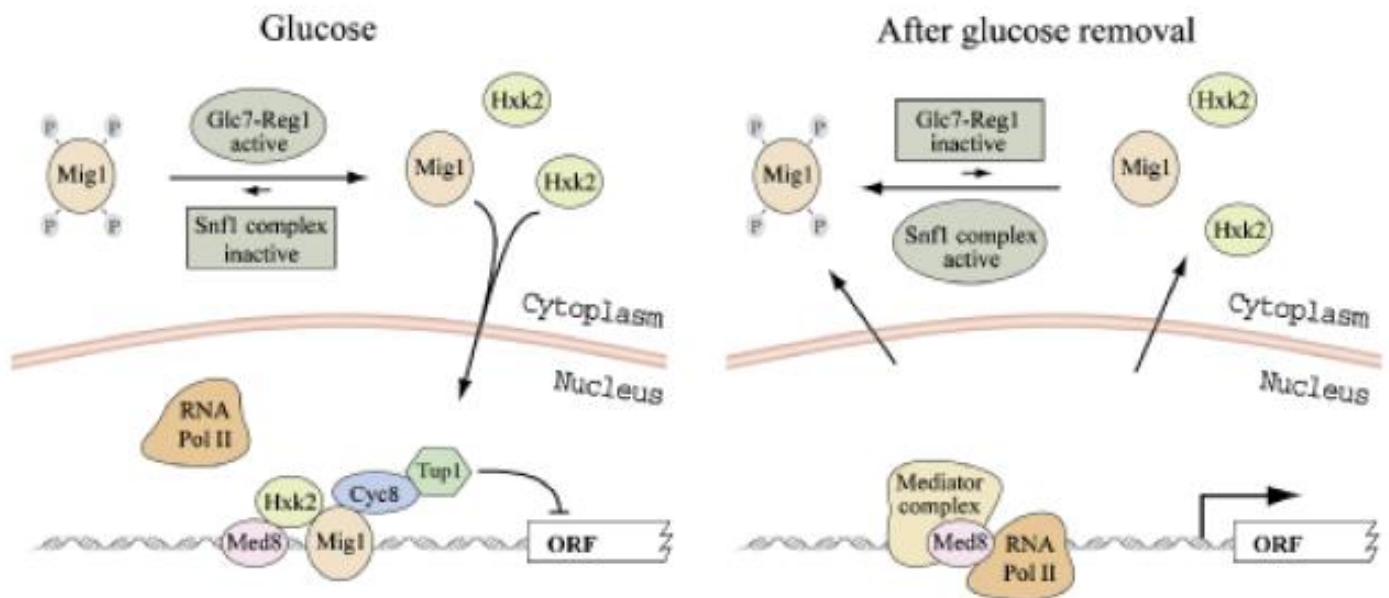 Glucose
Hxk2
P P
Glc7-Reg1
active
Mig1
Mig1
Hxk2
P P
Snf1 complex
inactive
Cytoplasm
Nucleus
RNA
Pol II
Tup1
Cyc8
Hxk2
Med8
Mig1
ORF
After glucose removal
Hxk2
P P
Glc7-Reg1
inactive
Mig1
Mig1
P P
Hxk2
Snf1 complex
active
Cytoplasm
Nucleus
Mediator
complex
Med8
RNA
Pol II
ORF